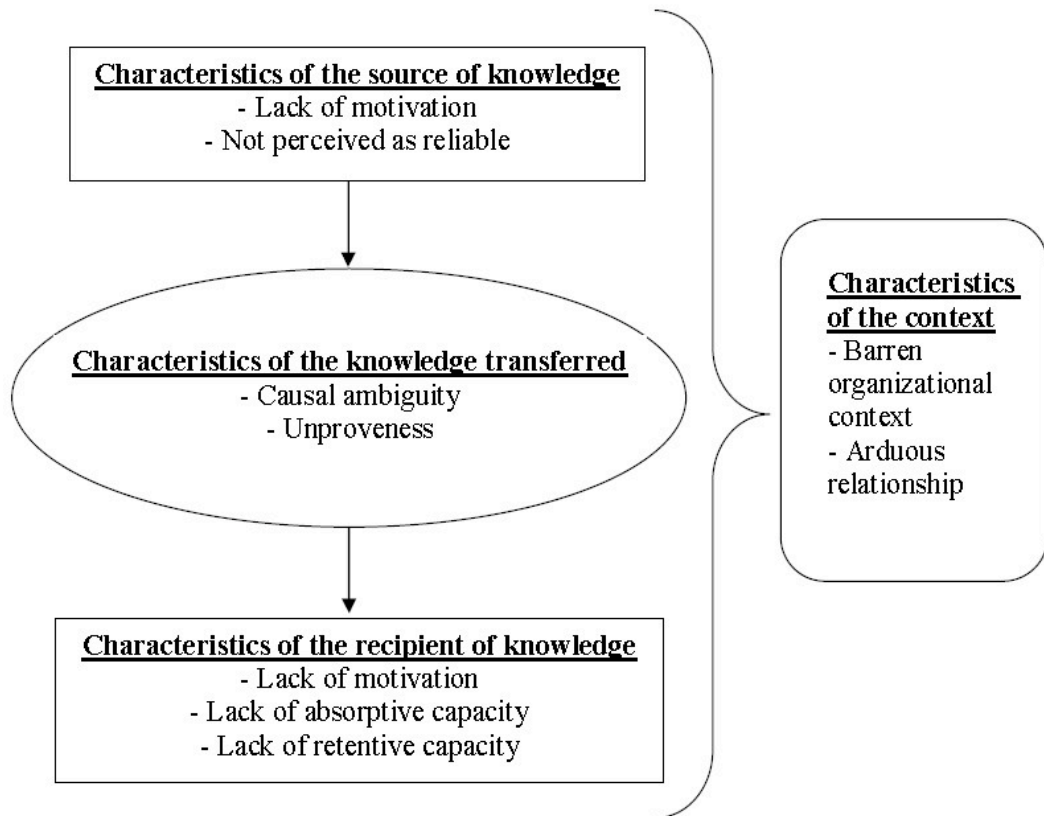 Characteristics of the source of knowledge
- Lack of motivation
- Not perceived as reliable
Characteristics of the knowledge transferred
- Causal ambiguity
- Unproveness
Characteristics of the recipient of knowledge
- Lack of motivation
- Lack of absorptive capacity
- Lack of retentive capacity
Characteristics
of the context
- Barren
organizational
context
- Arduous
relationship